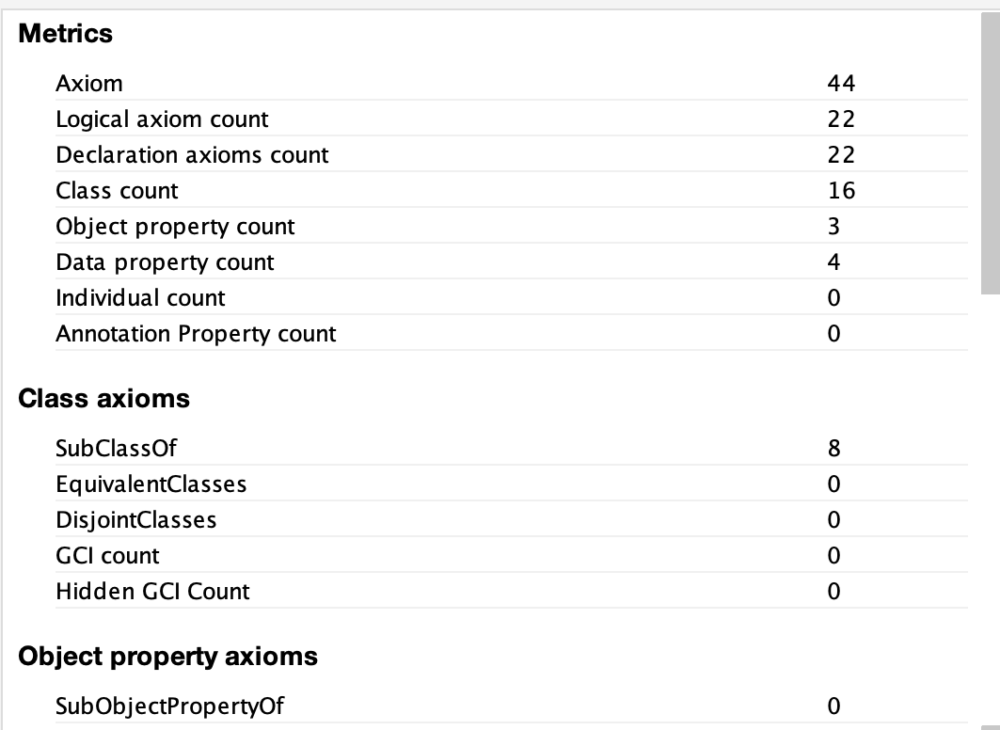 Metrics
Axiom 44
Logical axiom count 22
Declaration axioms count 22
Class count 16
Object property count 3
Data property count 4
Individual count 0
Annotation Property count 0
Class axioms
SubClassOf 8
EquivalentClasses 0
DisjointClasses 0
GCI count 0
Hidden GCI Count 0
Object property axioms
SubObjectPropertyOf 0